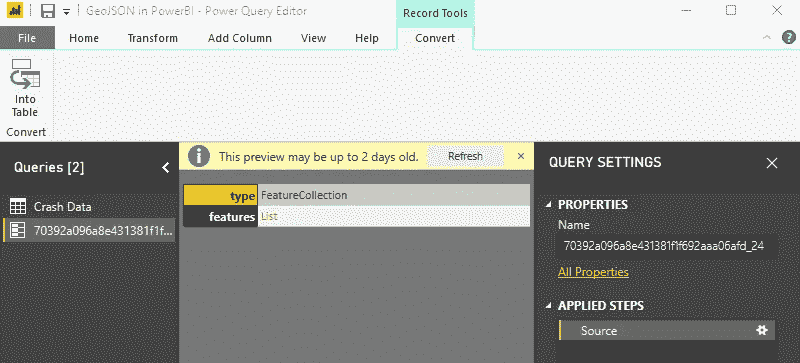 GeoJSON in PowerBI - Power Query Editor
Record Tools
File Home Transform Add Column View Help Convert
Into
Table
Convert
Queries [2]
This preview may be up to 2 days old. Refresh
QUERY SETTINGS
Crash Data
70392a096a8e431381f1f...
type FeatureCollection
features List
PROPERTIES
Name
70392a096a8e431381f1f692aaa06afd_24
All Properties
APPLIED STEPS
Source